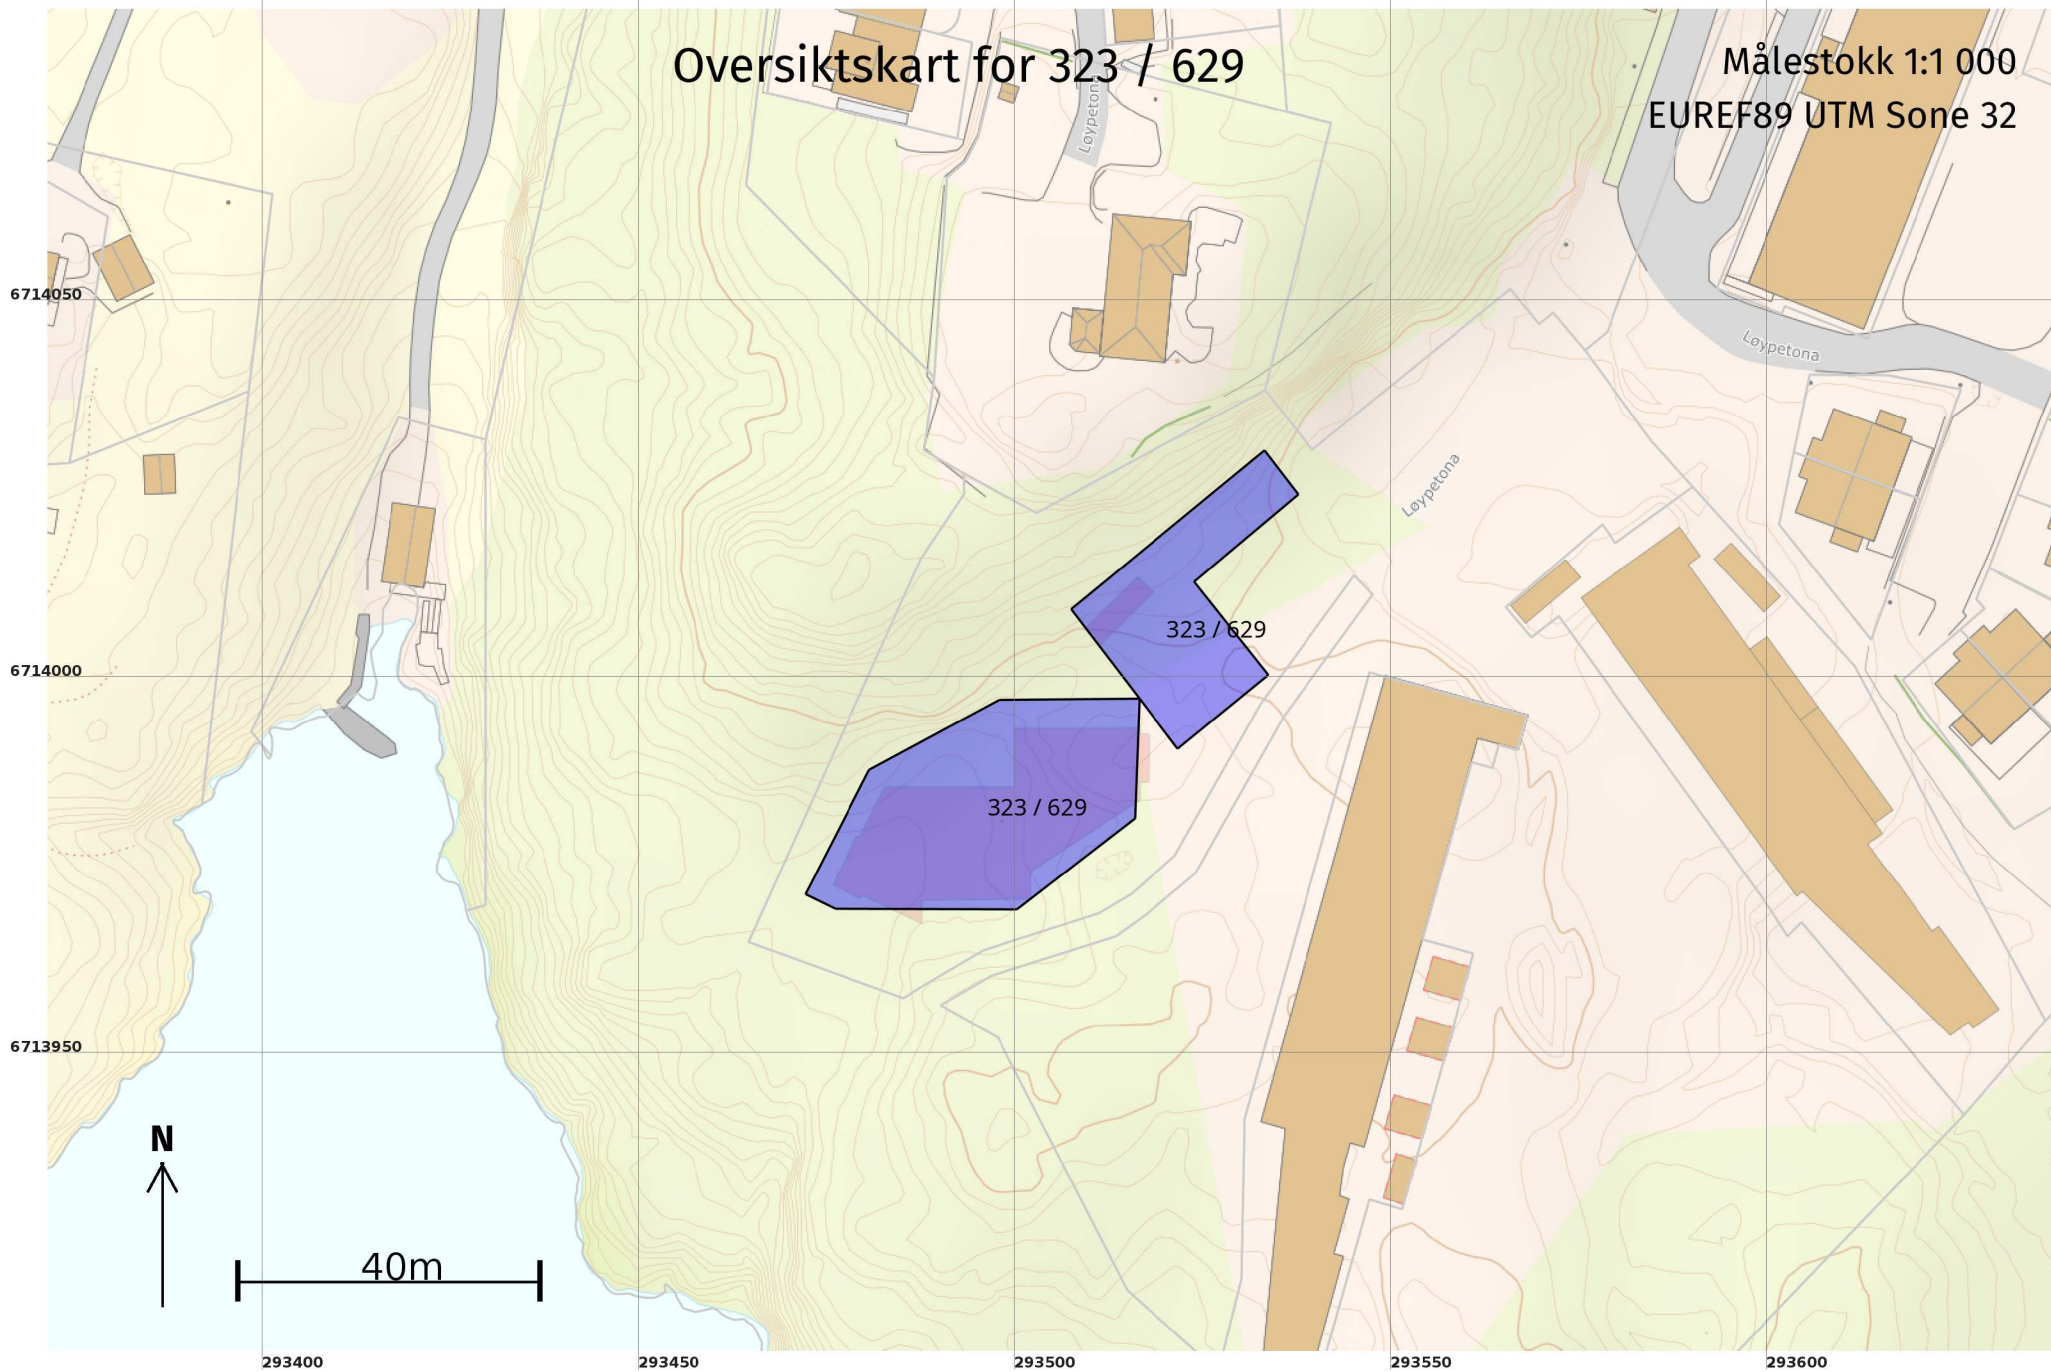 Oversiktskart for 323 / 629
Målestokk 1:1 000
EUREF89 UTM Sone 32
Løypetona
6714050
Løypetona
Løypetona
323 / 629
6714000
323 / 629
6713950
N
40m
293400
293450
293500
293550
293600